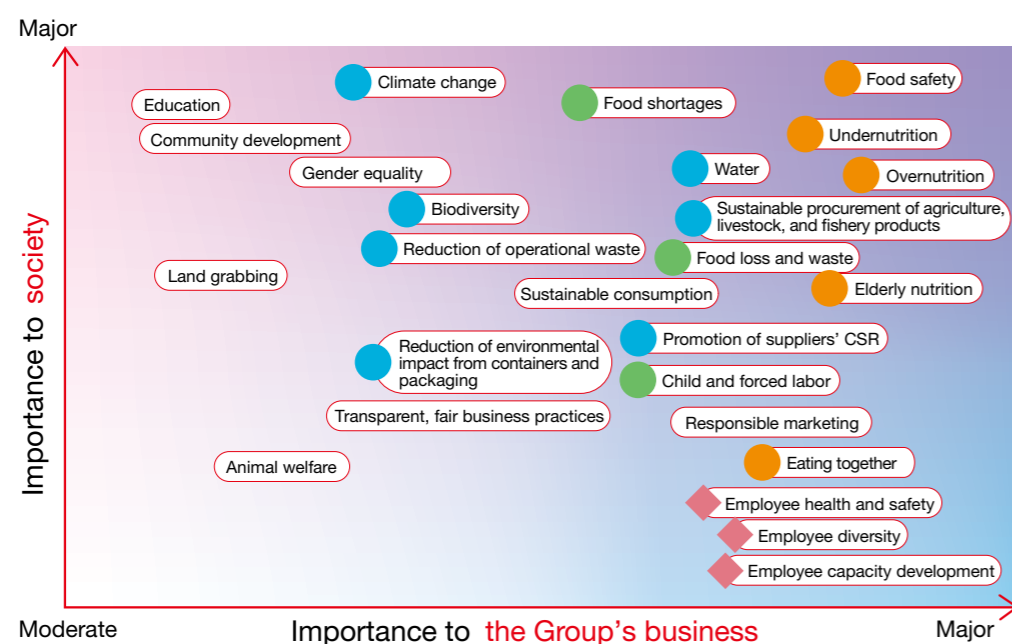 Major
Climate change
Food safety
Education
Food shortages
Community development
Undernutrition
Gender equality
Water
Overnutrition
Biodiversity
Sustainable procurement of agriculture,
livestock, and fishery products
Reduction of operational waste
Food loss and waste
Land grabbing
Sustainable consumption
Elderly nutrition
Reduction of environmental
impact from containers and
packaging
Promotion of suppliers’ CSR
Child and forced labor
Transparent, fair business practices
Responsible marketing
Animal welfare
Eating together
Employee health and safety
Employee diversity
Employee capacity development
Importance to society
Moderate
Importance to the Group’s business
Major